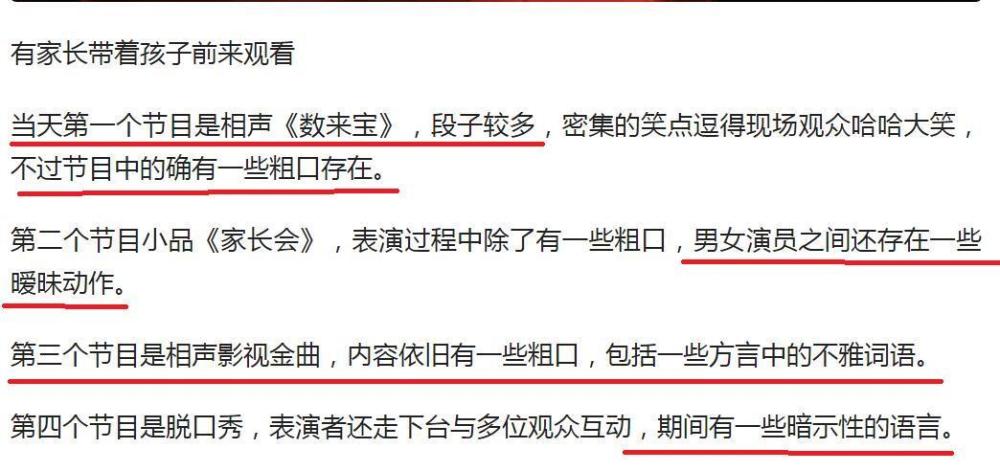 有家长带着孩子前来观看
当天第一个节目是相声《数来宝》，段子较多，密集的笑点逗得现场观众哈哈大笑，
不过节目中的确有一些粗口存在。
第二个节目小品《家长会》，表演过程中除了有一些粗口，男女演员之间还存在一些
暧昧动作。
第三个节目是相声影视金曲，内容依旧有一些粗口，包括一些方言中的不雅词语。
第四个节目是脱口秀，表演者还走下台与多位观众互动，期间有一些暗示性的语言。